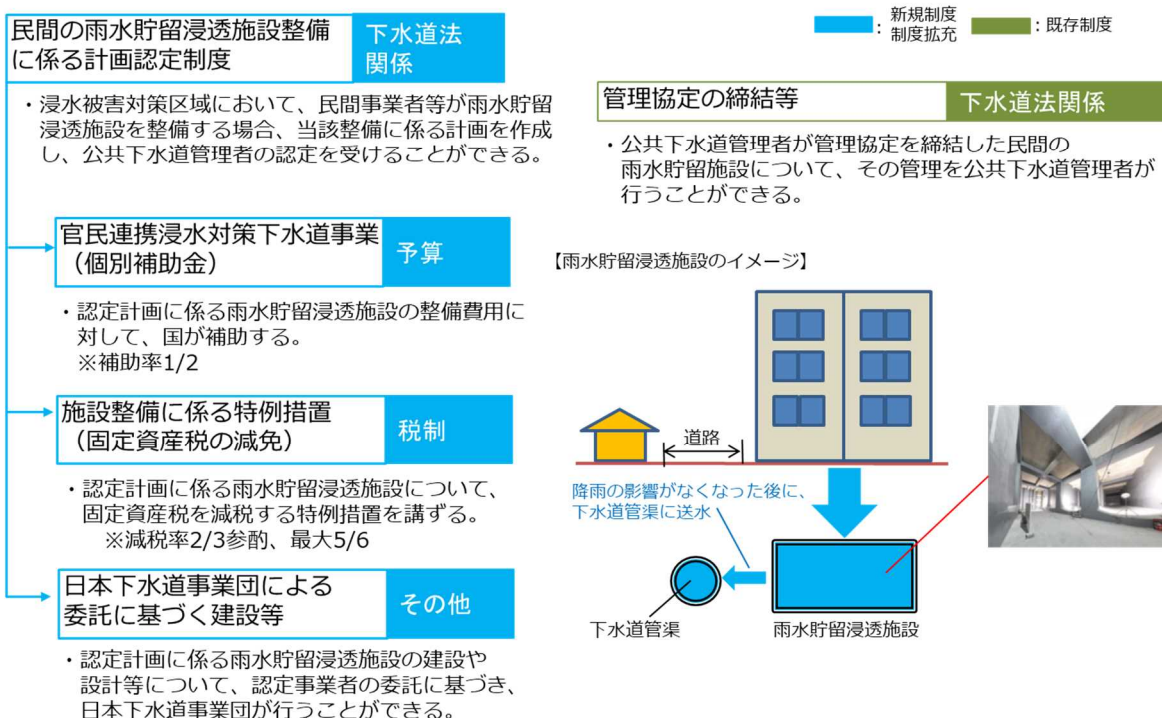 民間の雨水貯留浸透施設整備
に係る計画認定制度
下水道法
関係
・浸水被害対策区域において、民間事業者等が雨水貯留
浸透施設を整備する場合、当該整備に係る計画を作成
し、公共下水道管理者の認定を受けることができる。
官民連携浸水対策下水道事業
（個別補助金）
予算
・認定計画に係る雨水貯留浸透施設の整備費用に
対して、国が補助する。
※補助率1/2
施設整備に係る特例措置
（固定資産税の減免）
税制
・認定計画に係る雨水貯留浸透施設について、
固定資産税を減税する特例措置を講ずる。
※減税率2/3参酌、最大5/6
日本下水道事業団による
委託に基づく建設等
その他
・認定計画に係る雨水貯留浸透施設の建設や
設計等について、認定事業者の委託に基づき、
日本下水道事業団が行うことができる。
：新規制度
制度拡充
：既存制度
管理協定の締結等
下水道法関係
・公共下水道管理者が管理協定を締結した民間の
雨水貯留施設について、その管理を公共下水道管理者が
行うことができる。
【雨水貯留浸透施設のイメージ】
道路
降雨の影響がなくなった後に、
下水道管渠に送水
下水道管渠
雨水貯留浸透施設